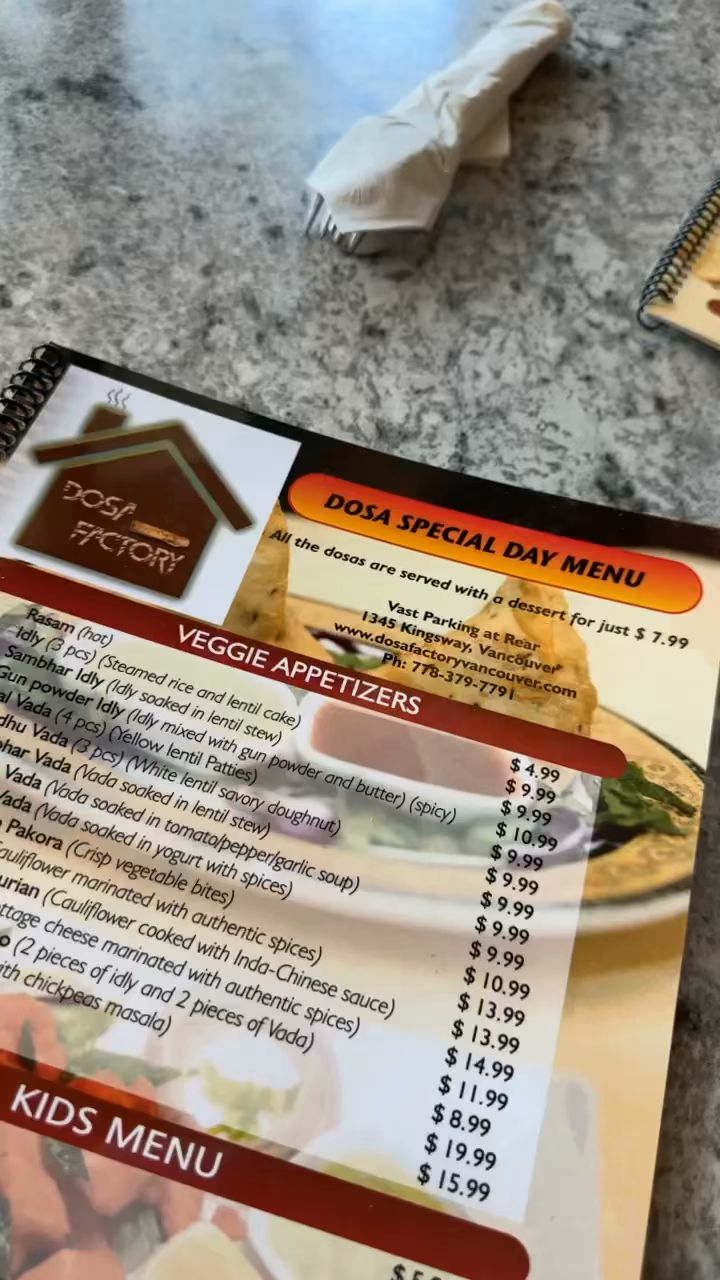 DOSA
FACTORY
DOSA SPECIAL DAY MENU
All the dosas are served with a dessert for just $ 7.99
Vast Parking at Rear
1345 Kingsway, Vancouver
www.dosafactoryvancouver.com
Ph: 778-379-7791
VEGGIE APPETIZERS
Rasam (hot)
Idly (3 pcs) (Steamed rice and lentil cake)
Sambhar Idly (Idly soaked in lentil stew)
Gun powder Idly (Idly mixed with gun powder and butter) (spicy)
Vada (4 pcs) (Yellow lentil Patties)
Vada (3 pcs) (White lentil savory doughnut)
Vada (Vada soaked in lentil stew)
Vada (Vada soaked in tomato/pepper/garlic soup)
Vada (Vada soaked in yogurt with spices)
Pakora (Crisp vegetable bites)
marinated with authentic spices)
(Cauliflower cooked with Inda-Chinese sauce)
cheese marinated with authentic spices)
(2 pieces of idly and 2 pieces of Vada)
with chickpeas masala)
$ 4.99
$ 9.99
$ 9.99
$ 10.99
$ 9.99
$ 9.99
$ 9.99
$ 9.99
$ 9.99
$ 10.99
$ 13.99
$ 13.99
$ 14.99
$ 11.99
$ 8.99
$ 19.99
$ 15.99
KIDS MENU